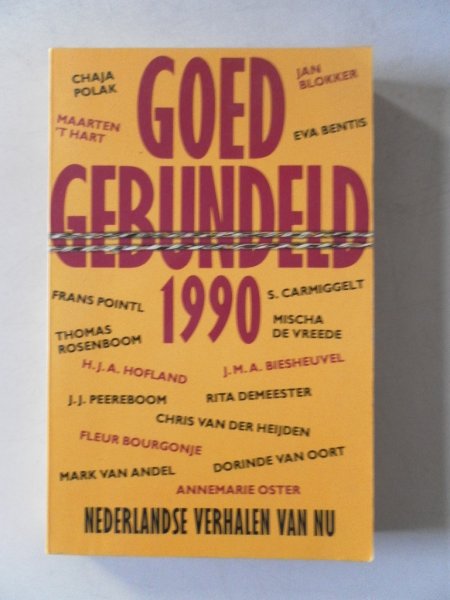 CHAJA
POLAK
GOED
JAN
BLOKKER
MAARTEN
'T HART
EVA BENTIS
GEBUNDELD
1990
FRANS POINTL
S. CARMIGGELT
THOMAS
ROSENBOOM
MISCHA
DE VREEDE
H.J.A. HOFLAND
J.M.A. BIESHEUVEL
J.J. PEEREBOOM
RITA DEMEESTER
CHRIS VAN DER HEIJDEN
FLEUR BOURGONJE
DORINDE VAN OORT
MARK VAN ANDEL
ANNEMARIE OSTER
NEDERLANDSE VERHALEN VAN NU